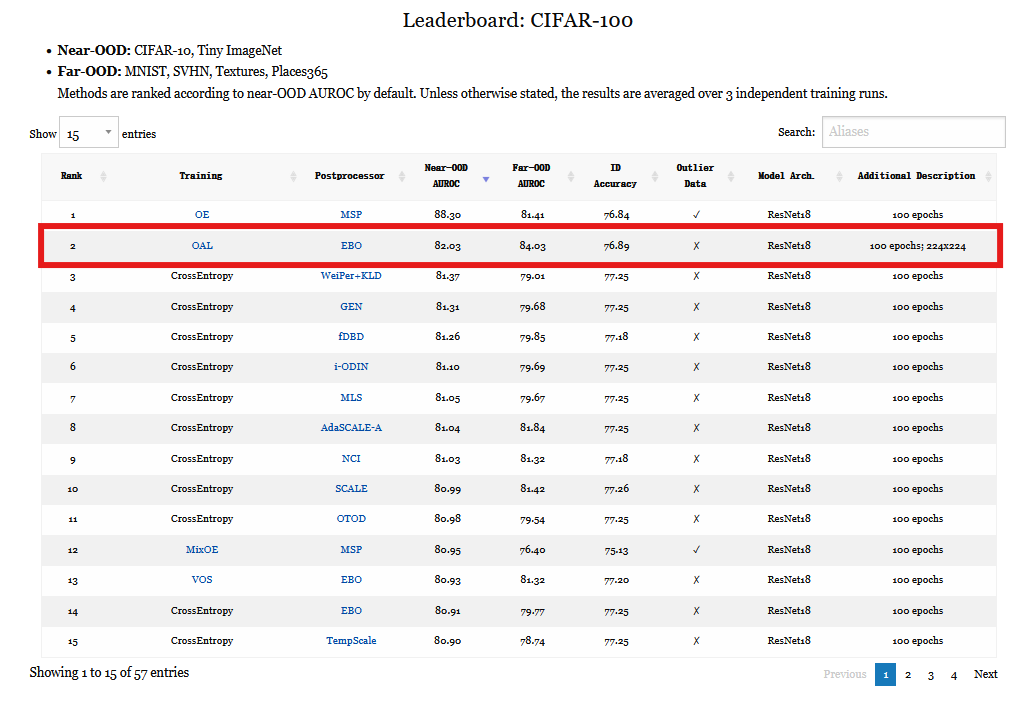 Leaderboard: CIFAR-100
• Near-OOD: CIFAR-10, Tiny ImageNet
• Far-OOD: MNIST, SVHN, Textures, Places365
Methods are ranked according to near-OOD AUROC by default. Unless otherwise stated, the results are averaged over 3 independent training runs.
Show 15 entries Search: Aliases
Rank Training Postprocessor Near-OOD AUROC Far-OOD AUROC ID Accuracy Outlier Data Model Arch. Additional Description
1 OE MSP 88.30 81.41 76.84 ✓ ResNet18 100 epochs
2 OAL EBO 82.03 84.03 76.89 ✗ ResNet18 100 epochs; 224x224
3 CrossEntropy WeiPer+KLD 81.37 79.01 77.25 ✗ ResNet18 100 epochs
4 CrossEntropy GEN 81.31 79.68 77.25 ✗ ResNet18 100 epochs
5 CrossEntropy fDBD 81.26 79.85 77.18 ✗ ResNet18 100 epochs
6 CrossEntropy i-ODIN 81.10 79.69 77.25 ✗ ResNet18 100 epochs
7 CrossEntropy MLS 81.05 79.67 77.25 ✗ ResNet18 100 epochs
8 CrossEntropy AdaSCALE-A 81.04 81.84 77.25 ✗ ResNet18 100 epochs
9 CrossEntropy NCI 81.03 81.32 77.18 ✗ ResNet18 100 epochs
10 CrossEntropy SCALE 80.99 81.42 77.26 ✗ ResNet18 100 epochs
11 CrossEntropy OTOD 80.98 79.54 77.25 ✗ ResNet18 100 epochs
12 MixOE MSP 80.95 76.40 75.13 ✓ ResNet18 100 epochs
13 VOS EBO 80.93 81.32 77.20 ✗ ResNet18 100 epochs
14 CrossEntropy EBO 80.91 79.77 77.25 ✗ ResNet18 100 epochs
15 CrossEntropy TempScale 80.90 78.74 77.25 ✗ ResNet18 100 epochs
Showing 1 to 15 of 57 entries Previous 1 2 3 4 Next